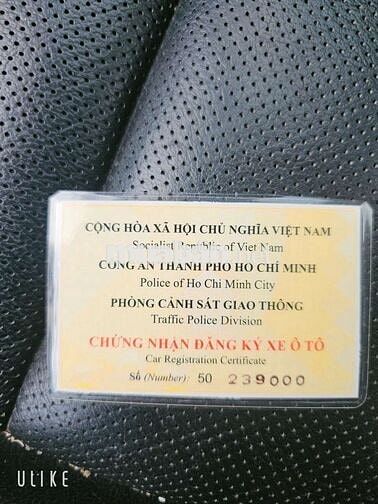 CỘNG HÒA XÃ HỘI CHỦ NGHĨA VIỆT NAM
Socialist Republic of Viet Nam
CÔNG AN THÀNH PHỐ HỒ CHÍ MINH
Police of Ho Chi Minh City
PHÒNG CẢNH SÁT GIAO THÔNG
Traffic Police Division
CHỨNG NHẬN ĐĂNG KÝ XE Ô TÔ
Car Registration Certificate
Số (Number): 50 239000
ULIKE